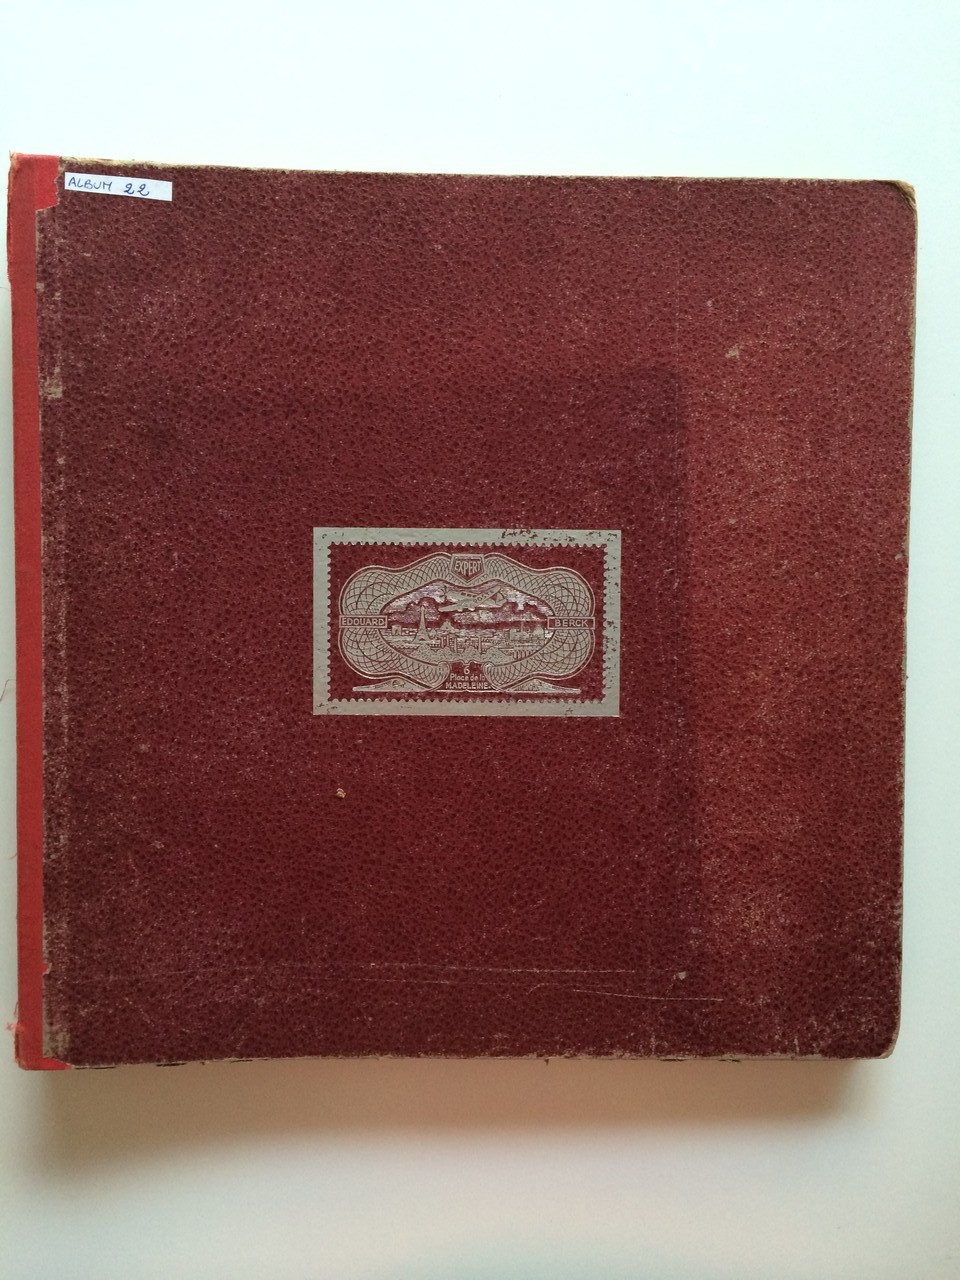 ALBUM 22
EXPERT
EDOUARD BERCK
6
Place de la
MADELEINE